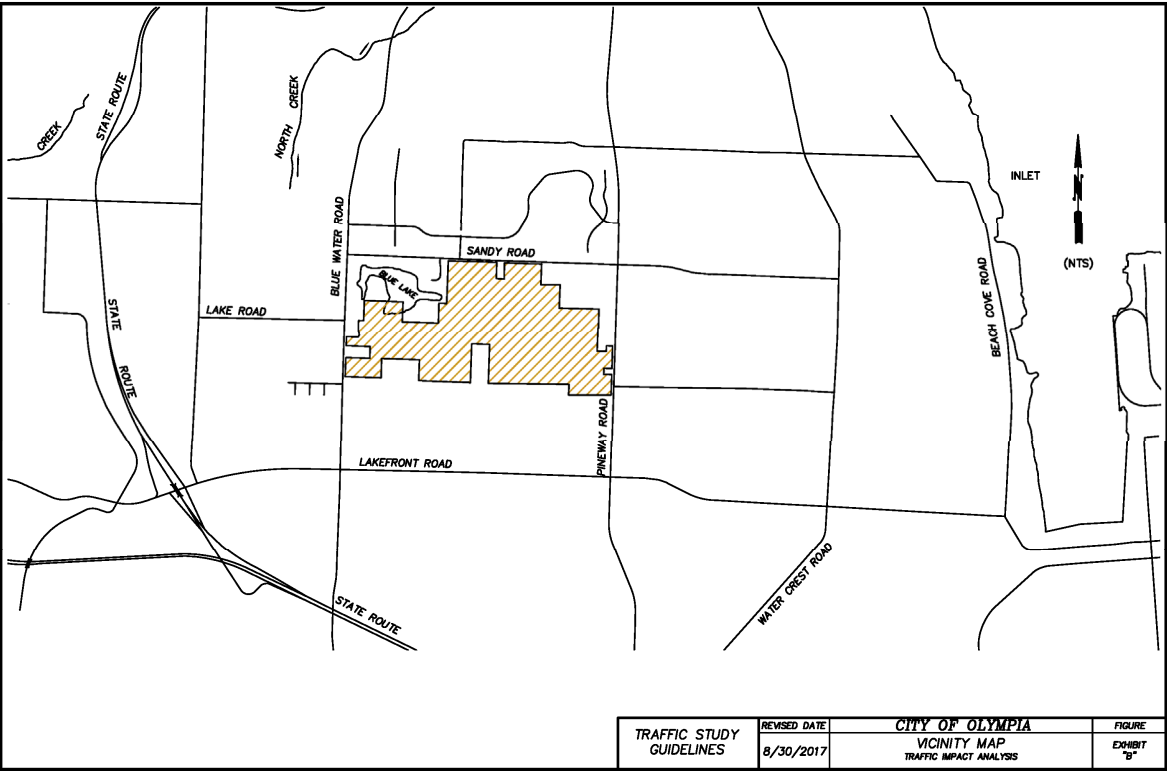 CREEK
STATE ROUTE
NORTH CREEK
INLET
N
(NTS)
BLUE WATER ROAD
SANDY ROAD
BLUE LAKE
LAKE ROAD
STATE
ROUTE
BEACH COVE ROAD
PINEWAY ROAD
LAKEFRONT ROAD
WATER CREST ROAD
STATE ROUTE
TRAFFIC STUDY
GUIDELINES
REVISED DATE
8/30/2017
CITY OF OLYMPIA
VICINITY MAP
TRAFFIC IMPACT ANALYSIS
FIGURE
EXHIBIT
"B"